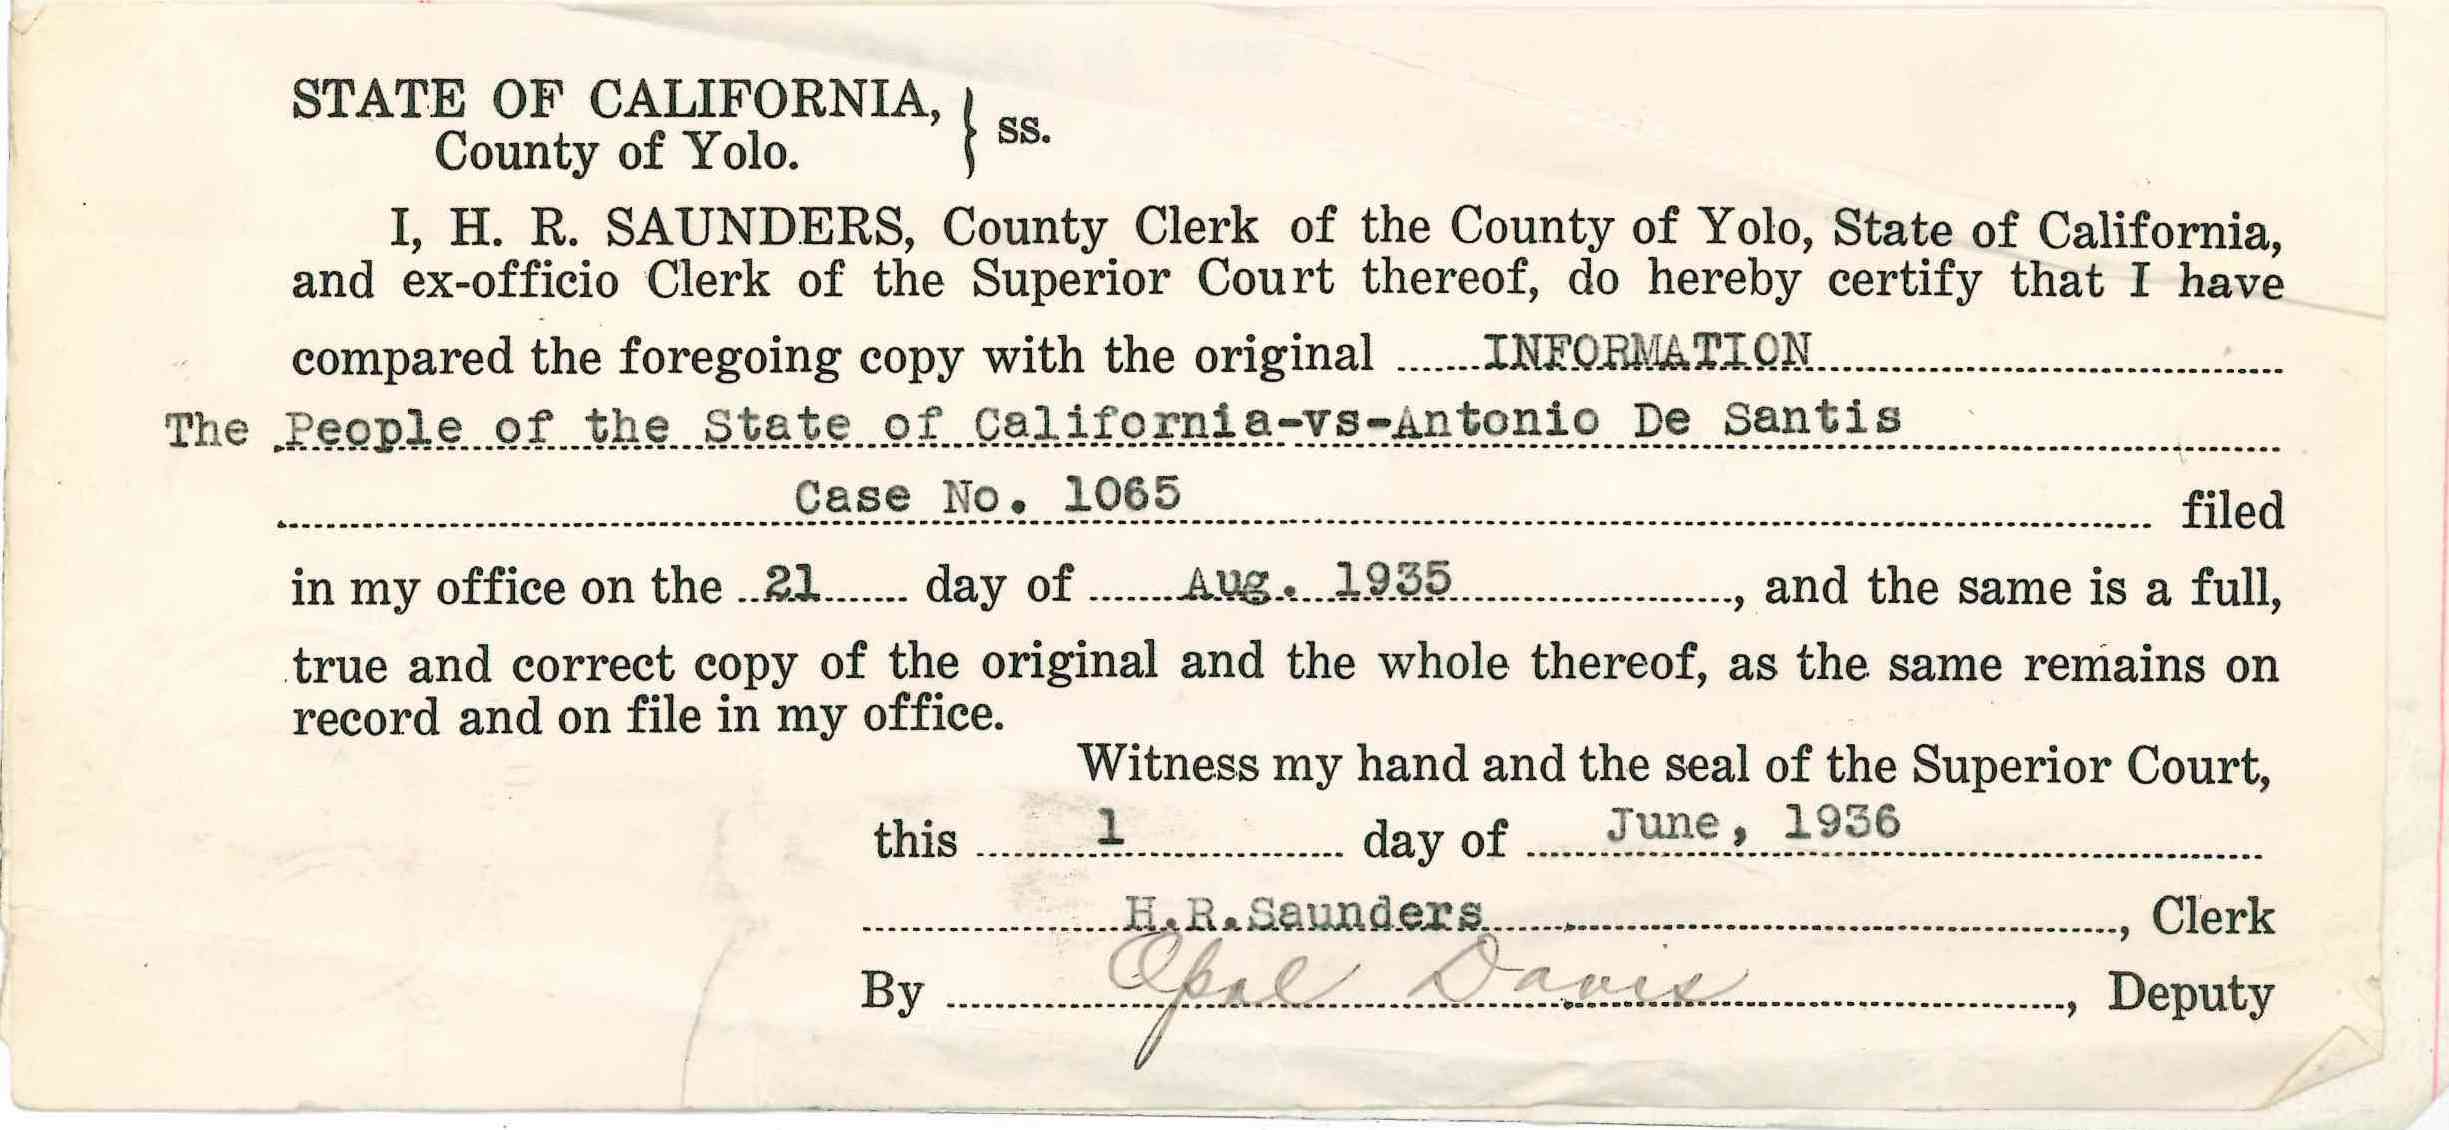 STATE OF CALIFORNIA, } ss.
County of Yolo.
I, H. R. SAUNDERS, County Clerk of the County of Yolo, State of California,
and ex-officio Clerk of the Superior Court thereof, do hereby certify that I have
compared the foregoing copy with the original INFORMATION
The People of the State of California-vs-Antonio De Santis
Case No. 1065 filed
in my office on the 21 day of Aug. 1935, and the same is a full,
true and correct copy of the original and the whole thereof, as the same remains on
record and on file in my office.
Witness my hand and the seal of the Superior Court,
this 1 day of June, 1936
H.R.Saunders, Clerk
By Opal Davis, Deputy